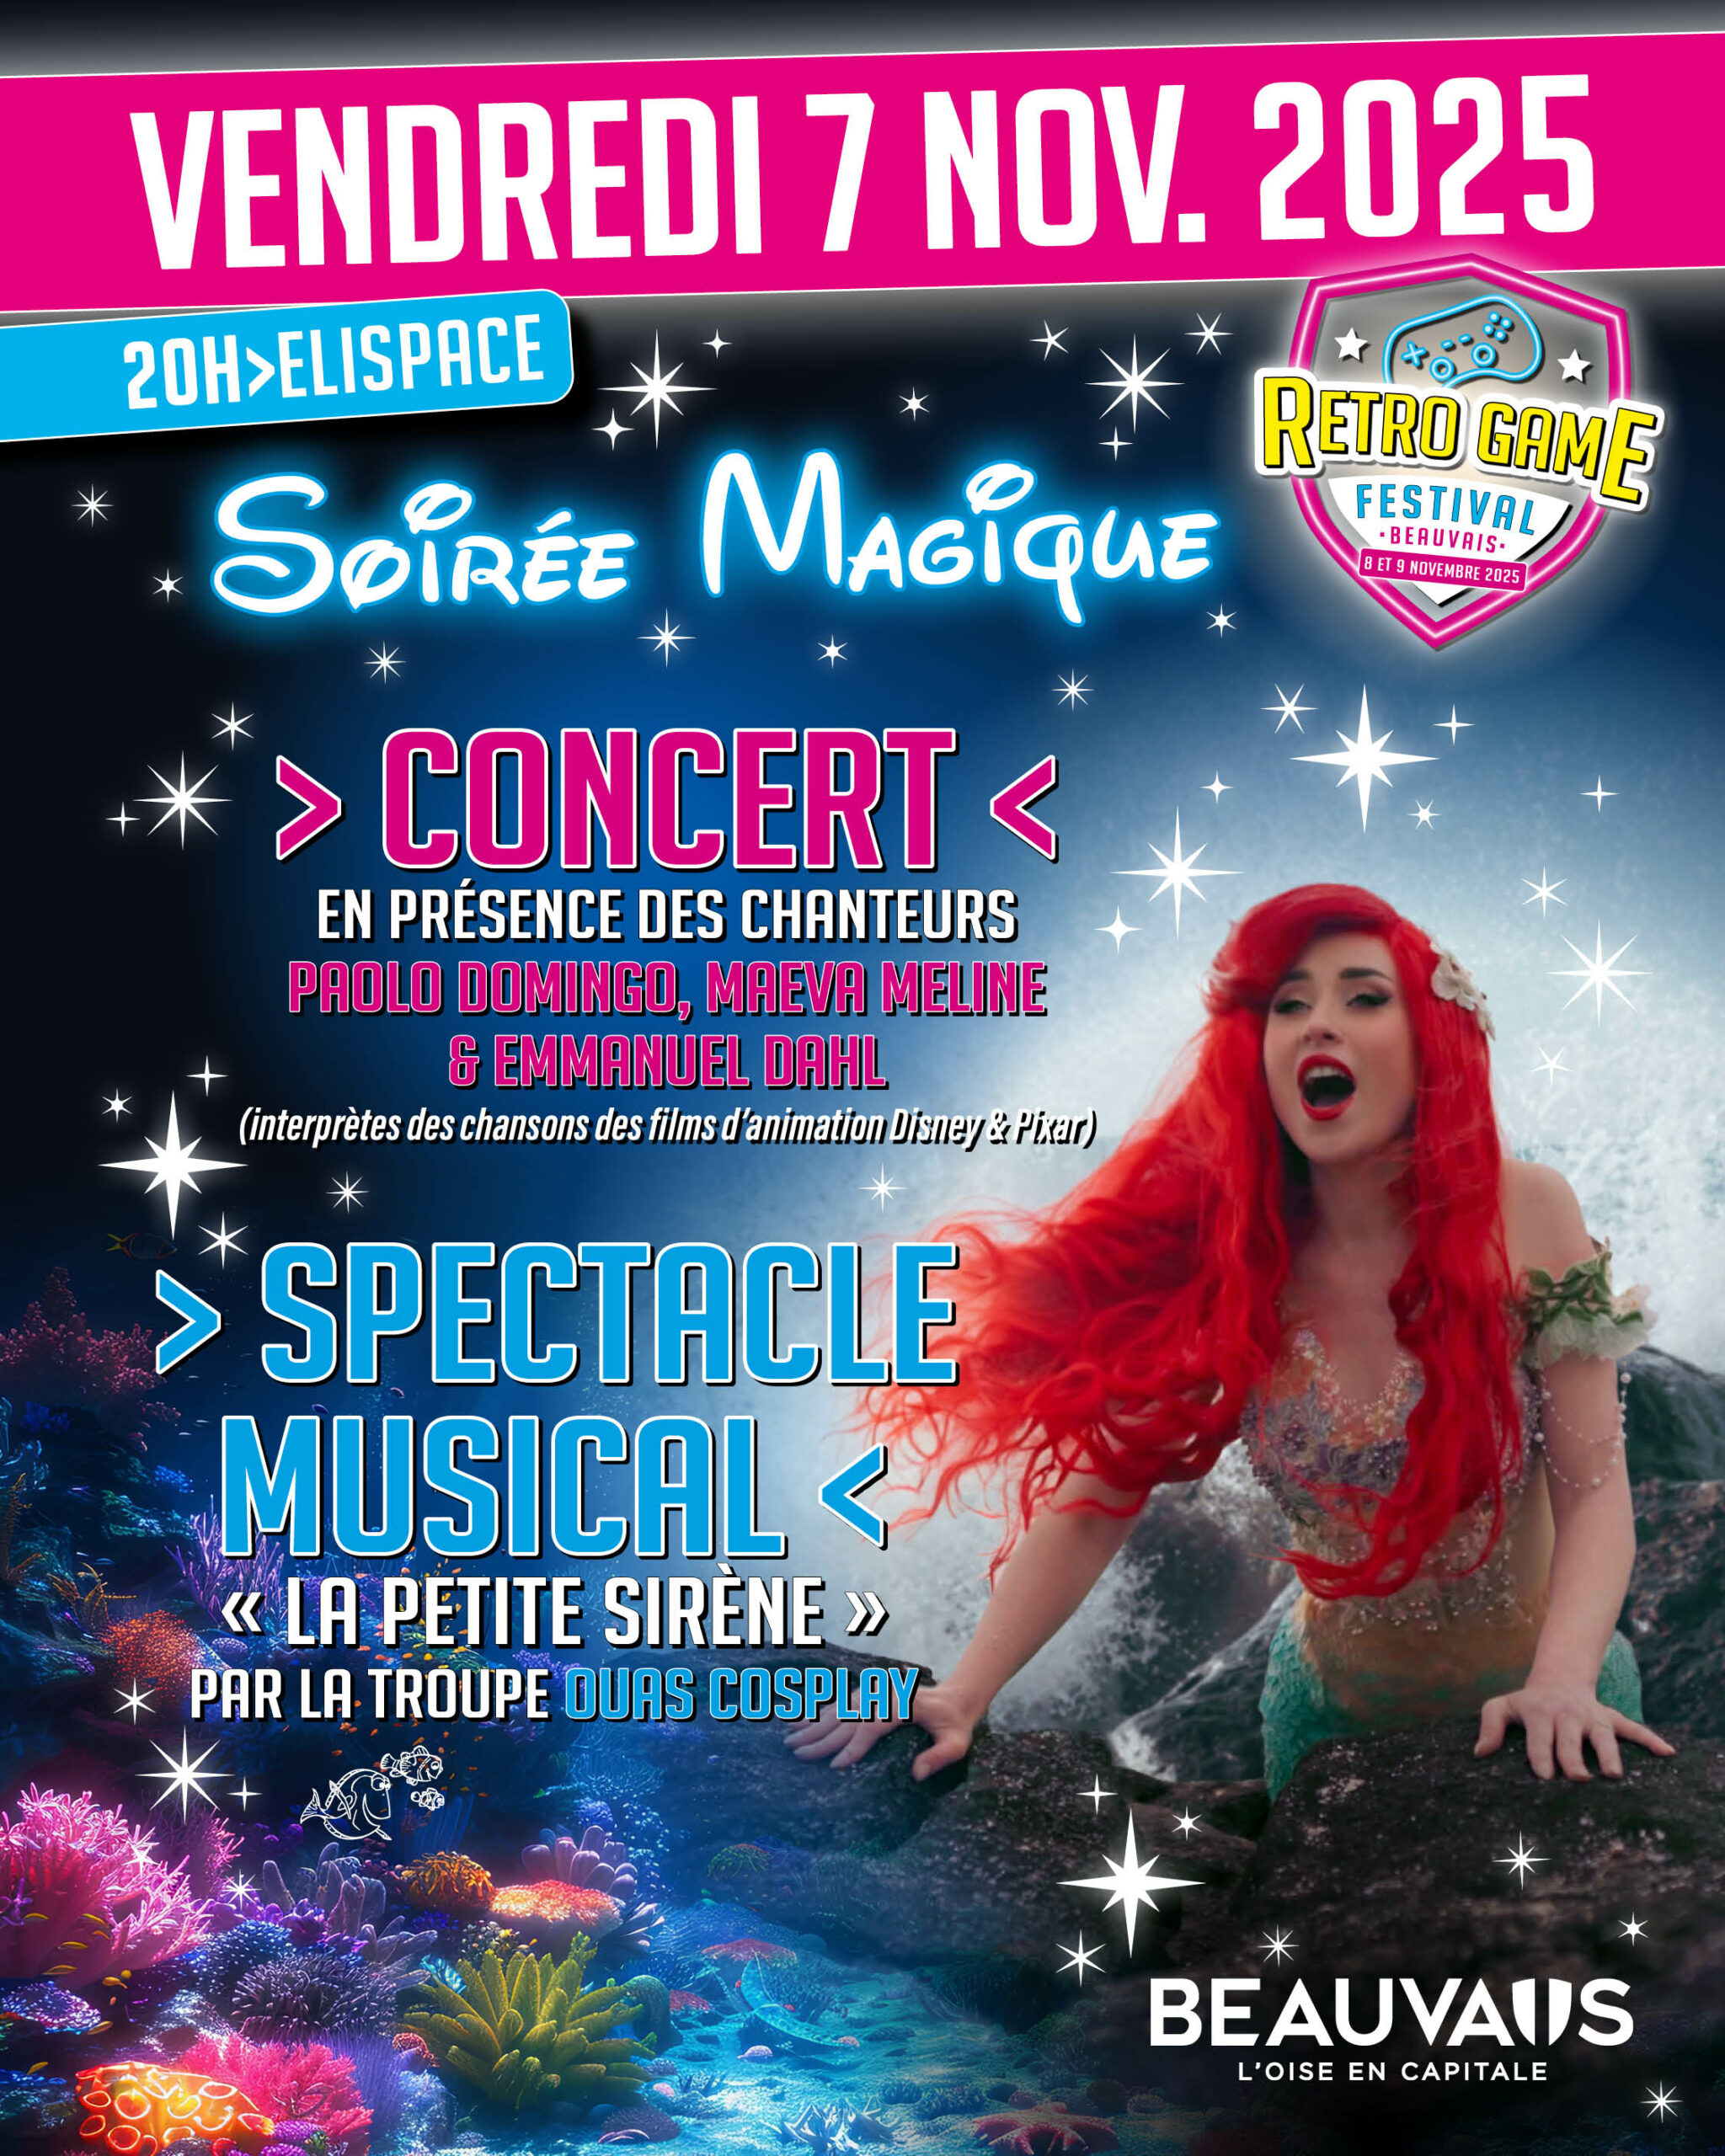 VENDREDI 7 NOV. 2025
20H>ELISPACE
RETRO GAME
FESTIVAL
•BEAUVAIS•
8 ET 9 NOVEMBRE 2025
SOIRÉE MAGIQUE
> CONCERT <
EN PRÉSENCE DES CHANTEURS
PAOLO DOMINGO, MAEVA MELINE
& EMMANUEL DAHL
(interprètes des chansons des films d'animation Disney & Pixar)
> SPECTACLE
MUSICAL <
« LA PETITE SIRÈNE »
PAR LA TROUPE OUAS COSPLAY
BEAUVAIS
L'OISE EN CAPITALE